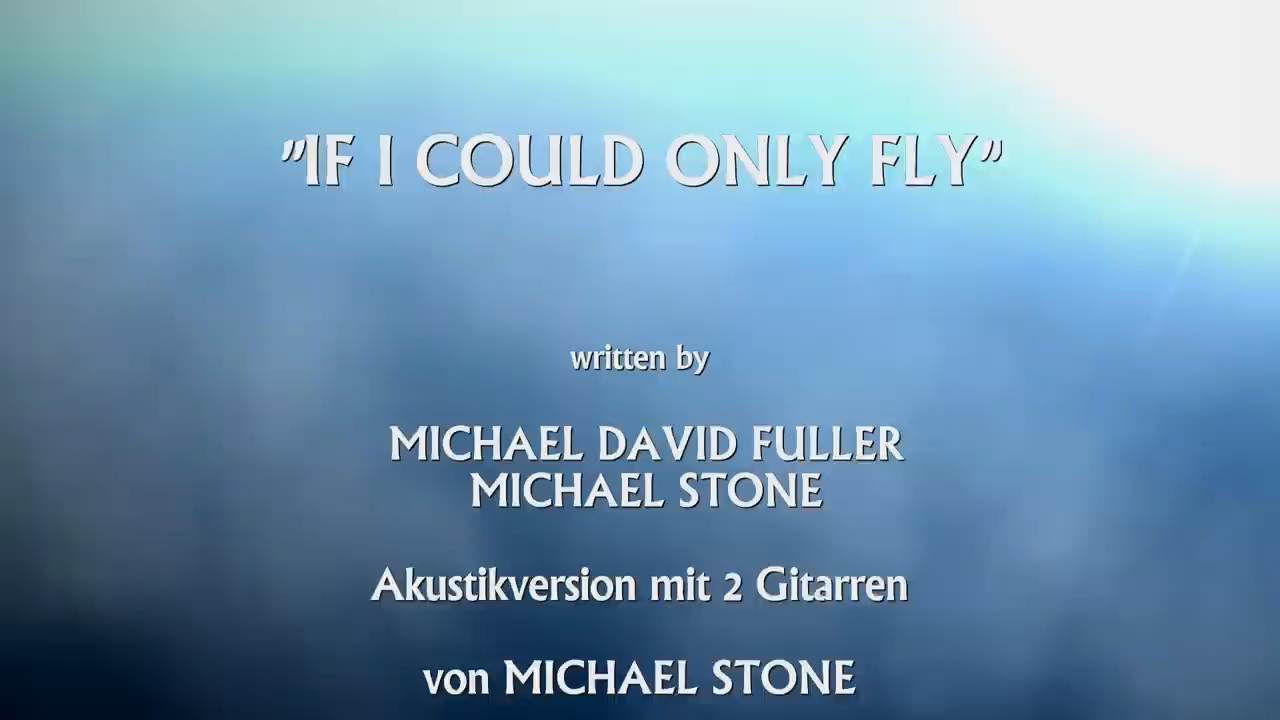 "IF I COULD ONLY FLY"
written by
MICHAEL DAVID FULLER
MICHAEL STONE
Akustikversion mit 2 Gitarren
von MICHAEL STONE